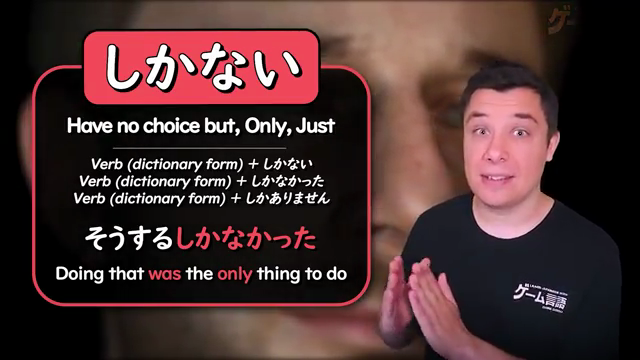 しかない
Have no choice but, Only, Just
Verb (dictionary form) + しかない
Verb (dictionary form) + しかなかった
Verb (dictionary form) + しかありません
そうするしかなかった
Doing that was the only thing to do
ゲーム言語